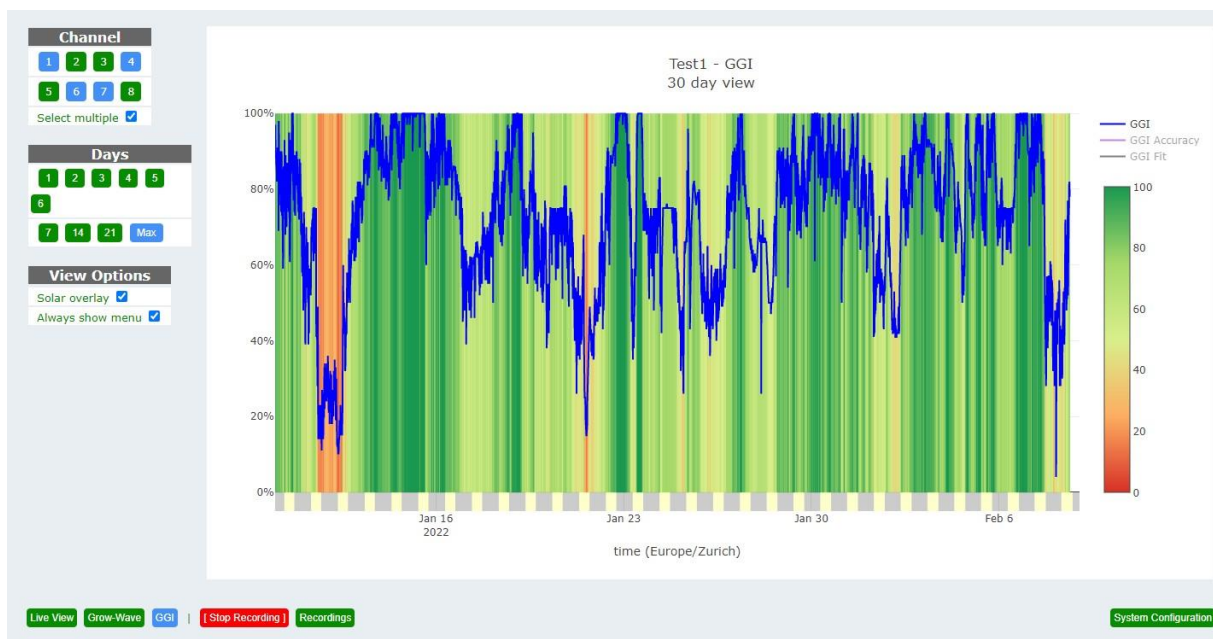 Channel
1 2 3 4
5 6 7 8
Select multiple
Days
1 2 3 4 5
6
7 14 21 Max
View Options
Solar overlay
Always show menu
Test1 - GGI
30 day view
100%
80%
60%
40%
20%
0%
Jan 16
2022
Jan 23
Jan 30
Feb 6
time (Europe/Zurich)
GGI
GGI Accuracy
GGI Fit
100
80
60
40
20
0
Live View Grow-Wave GGI | [ Stop Recording ] Recordings
System Configuration